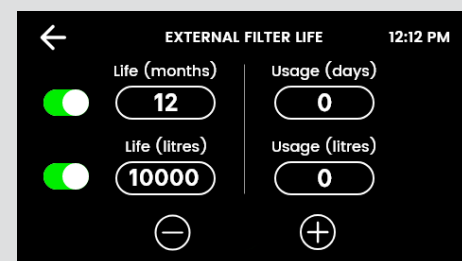 EXTERNAL FILTER LIFE 12:12 PM
Life (months) Usage (days)
12 0
Life (litres) Usage (litres)
10000 0